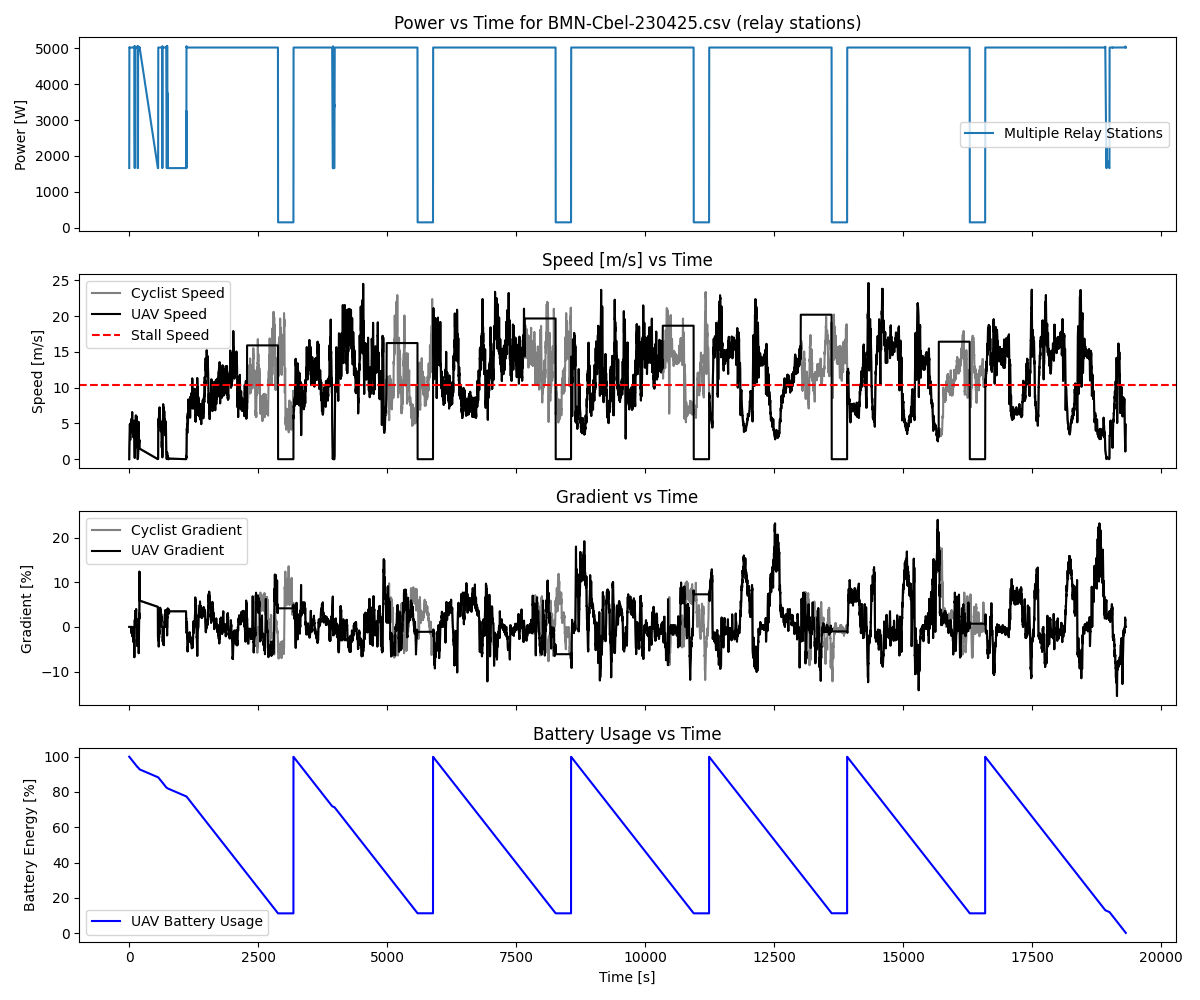 Power vs Time for BMN-Cbel-230425.csv (relay stations)
5000
4000
3000
2000
1000
0
Power [W]
Multiple Relay Stations
Speed [m/s] vs Time
25
20
15
10
5
0
Speed [m/s]
Cyclist Speed
UAV Speed
Stall Speed
Gradient vs Time
20
10
0
−10
Gradient [%]
Cyclist Gradient
UAV Gradient
Battery Usage vs Time
100
80
60
40
20
0
Battery Energy [%]
UAV Battery Usage
0 2500 5000 7500 10000 12500 15000 17500 20000
Time [s]